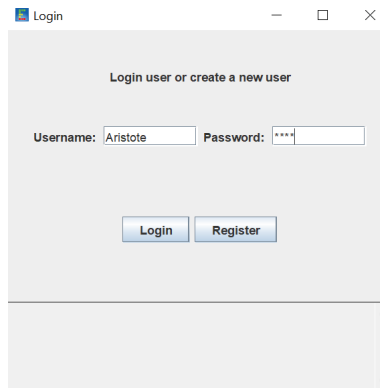 Login
Login user or create a new user
Username: Aristote Password: ****
Login Register